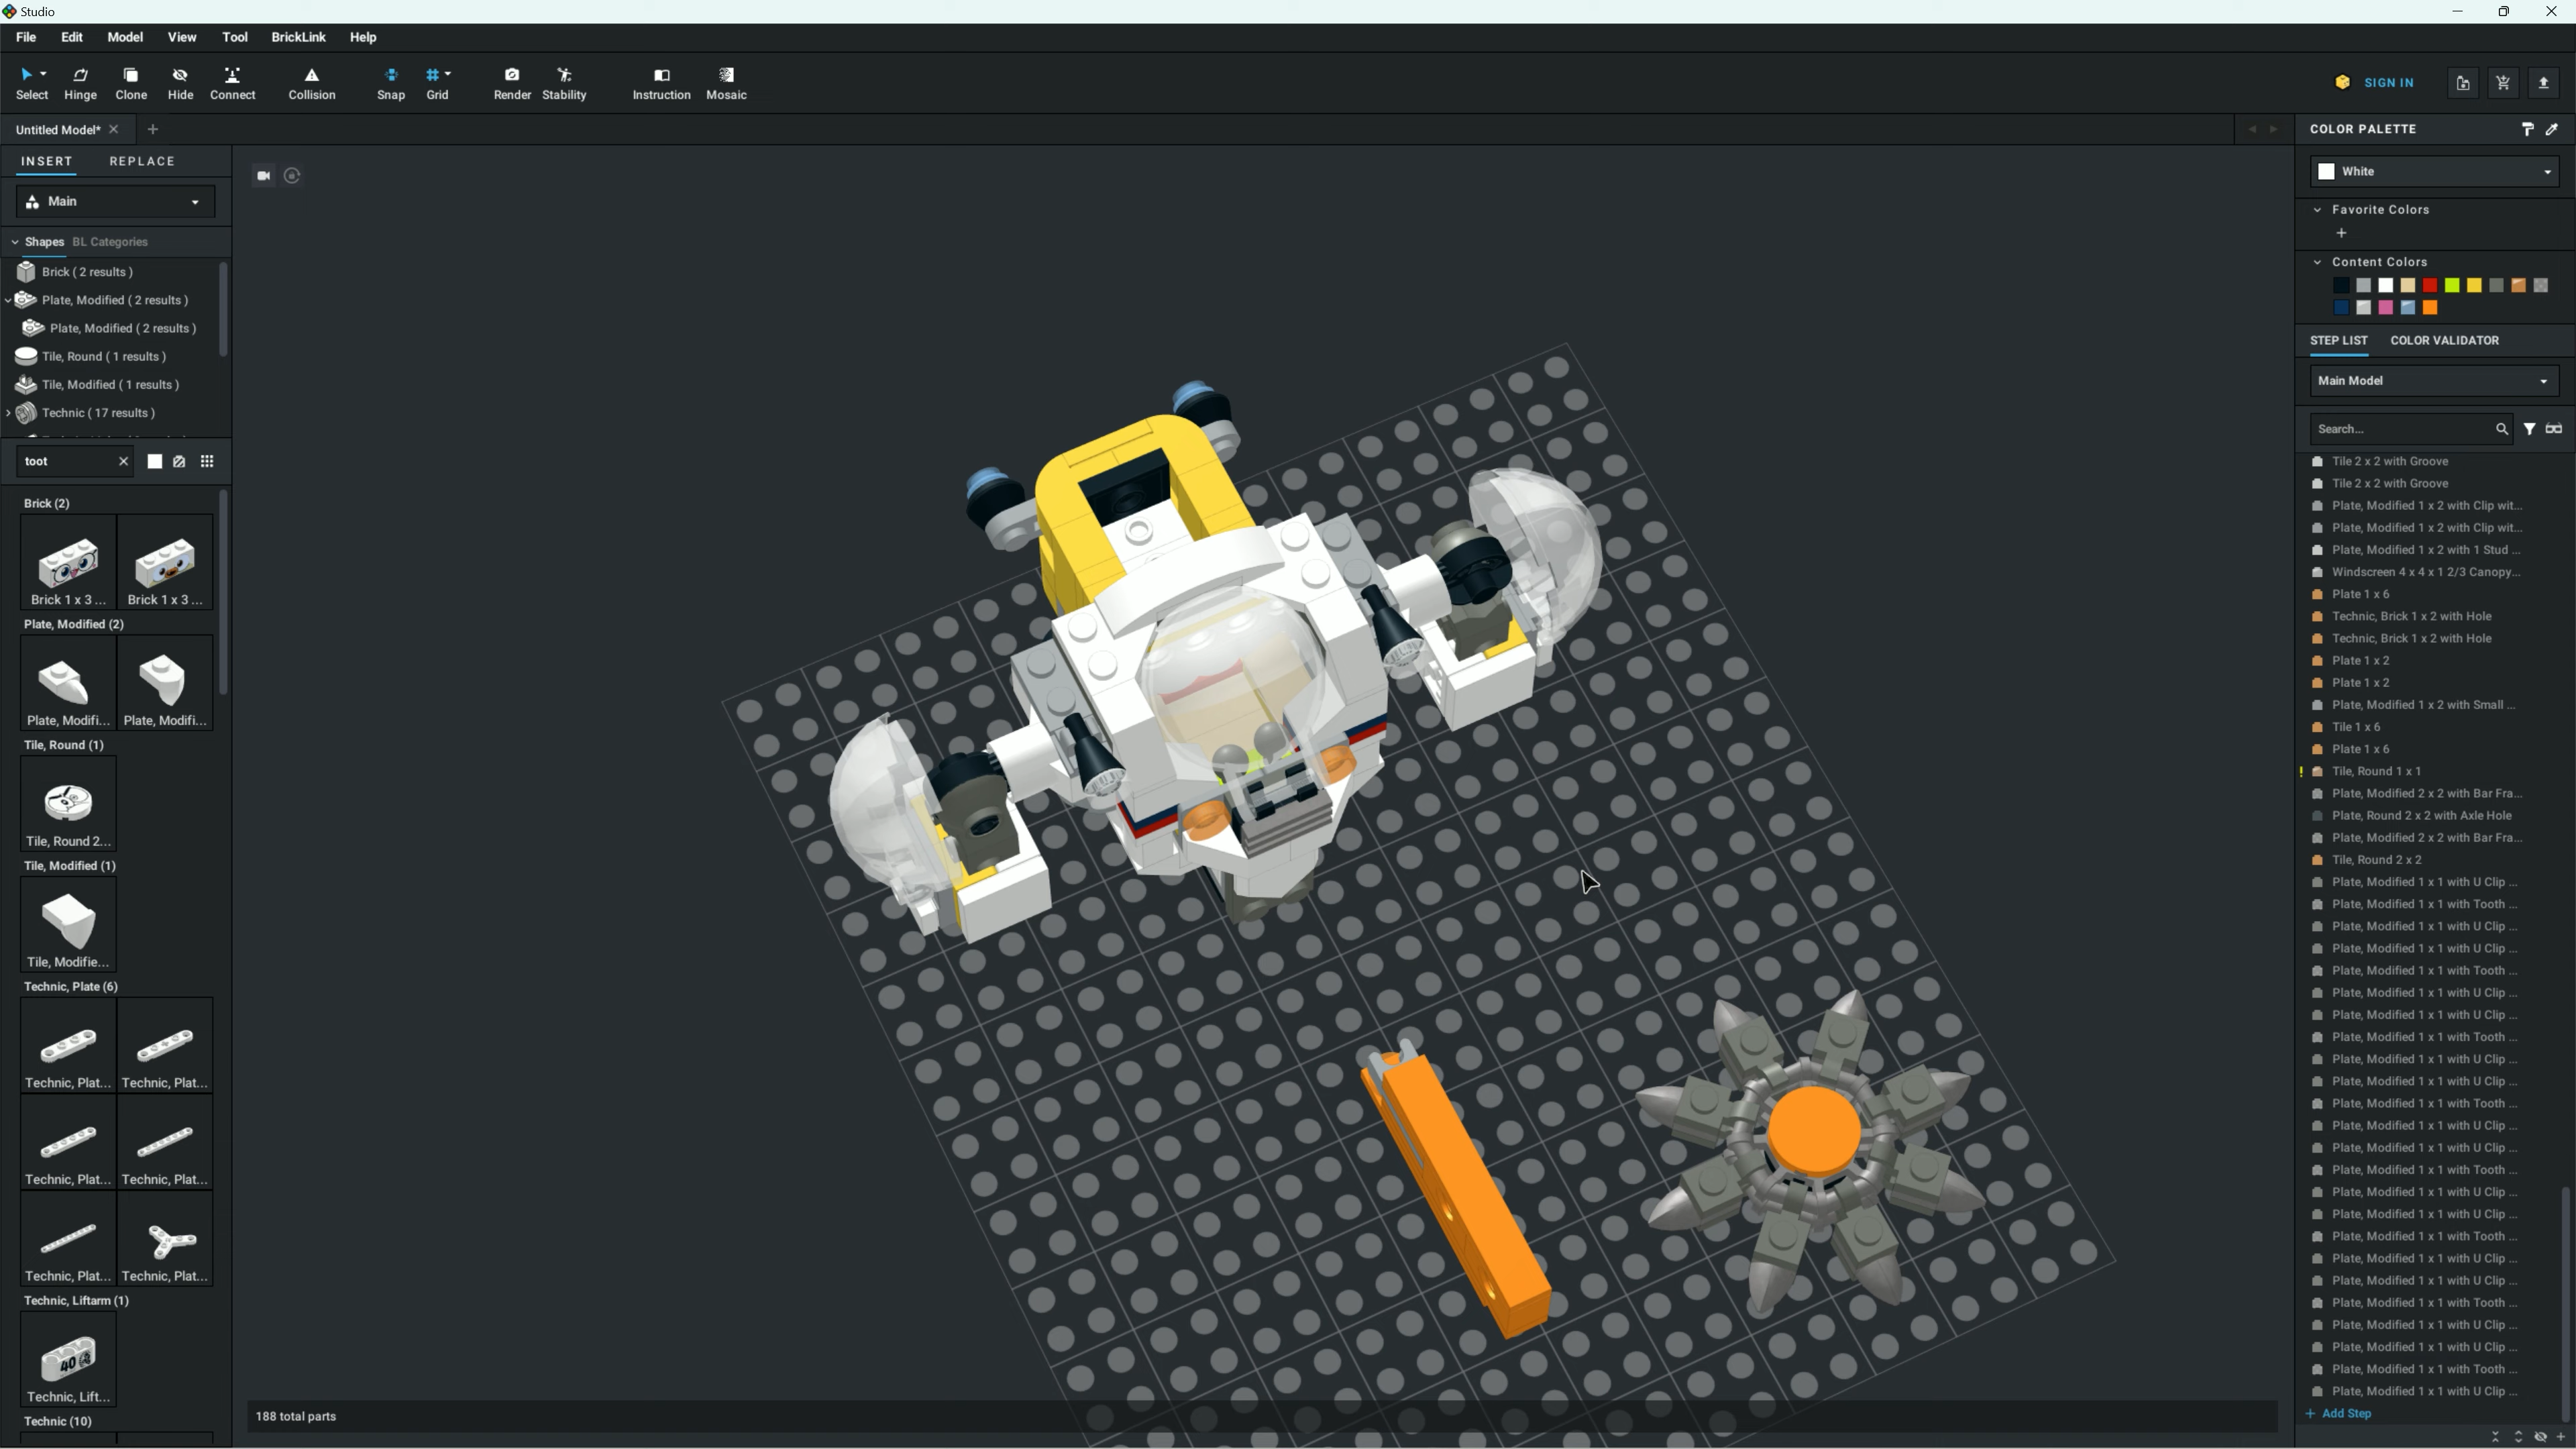 Studio
File Edit Model View Tool BrickLink Help
Select Hinge Clone Hide Connect Collision Snap Grid Render Stability Instruction Mosaic
SIGN IN
Untitled Model*
INSERT REPLACE
Main
Shapes BL Categories
Brick ( 2 results )
Plate, Modified ( 2 results )
Plate, Modified ( 2 results )
Tile, Round ( 1 results )
Tile, Modified ( 1 results )
Technic ( 17 results )
toot
Brick (2)
Brick 1 x 3 ... Brick 1 x 3 ...
Plate, Modified (2)
Plate, Modifi... Plate, Modifi...
Tile, Round (1)
Tile, Round 2...
Tile, Modified (1)
Tile, Modifie...
Technic, Plate (6)
Technic, Plat... Technic, Plat...
Technic, Plat... Technic, Plat...
Technic, Plat... Technic, Plat...
Technic, Liftarm (1)
40
Technic, Lift...
Technic (10)
188 total parts
COLOR PALETTE
White
Favorite Colors
+
Content Colors
STEP LIST COLOR VALIDATOR
Main Model
Search...
Tile 2 x 2 with Groove
Tile 2 x 2 with Groove
Plate, Modified 1 x 2 with Clip wit...
Plate, Modified 1 x 2 with Clip wit...
Plate, Modified 1 x 2 with 1 Stud ...
Windscreen 4 x 4 x 1 2/3 Canopy...
Plate 1 x 6
Technic, Brick 1 x 2 with Hole
Technic, Brick 1 x 2 with Hole
Plate 1 x 2
Plate 1 x 2
Plate, Modified 1 x 2 with Small ...
Tile 1 x 6
Plate 1 x 6
! Tile, Round 1 x 1
Plate, Modified 2 x 2 with Bar Fra...
Plate, Round 2 x 2 with Axle Hole
Plate, Modified 2 x 2 with Bar Fra...
Tile, Round 2 x 2
Plate, Modified 1 x 1 with U Clip ...
Plate, Modified 1 x 1 with Tooth ...
Plate, Modified 1 x 1 with U Clip ...
Plate, Modified 1 x 1 with U Clip ...
Plate, Modified 1 x 1 with Tooth ...
Plate, Modified 1 x 1 with U Clip ...
Plate, Modified 1 x 1 with U Clip ...
Plate, Modified 1 x 1 with Tooth ...
Plate, Modified 1 x 1 with U Clip ...
Plate, Modified 1 x 1 with U Clip ...
Plate, Modified 1 x 1 with Tooth ...
Plate, Modified 1 x 1 with U Clip ...
Plate, Modified 1 x 1 with U Clip ...
Plate, Modified 1 x 1 with Tooth ...
Plate, Modified 1 x 1 with U Clip ...
Plate, Modified 1 x 1 with U Clip ...
Plate, Modified 1 x 1 with Tooth ...
Plate, Modified 1 x 1 with U Clip ...
Plate, Modified 1 x 1 with U Clip ...
Plate, Modified 1 x 1 with Tooth ...
Plate, Modified 1 x 1 with U Clip ...
Plate, Modified 1 x 1 with U Clip ...
Plate, Modified 1 x 1 with Tooth ...
Plate, Modified 1 x 1 with U Clip ...
+ Add Step